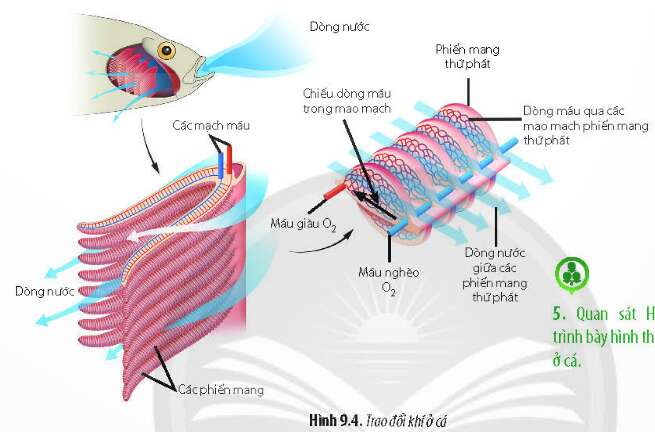 Dòng nước
Phiến mang
thứ phát
Chiều dòng máu
trong mao mạch
Dòng máu qua các
mao mạch phiến mang
thứ phát
Các mạch máu
Máu giàu O₂
Máu nghèo
O₂
Dòng nước
giữa các
phiến mang
thứ phát
Dòng nước
Các phiến mang
5. Quan sát H
trình bày hình th
ở cá.
Hình 9.4. Trao đổi khí ở cá